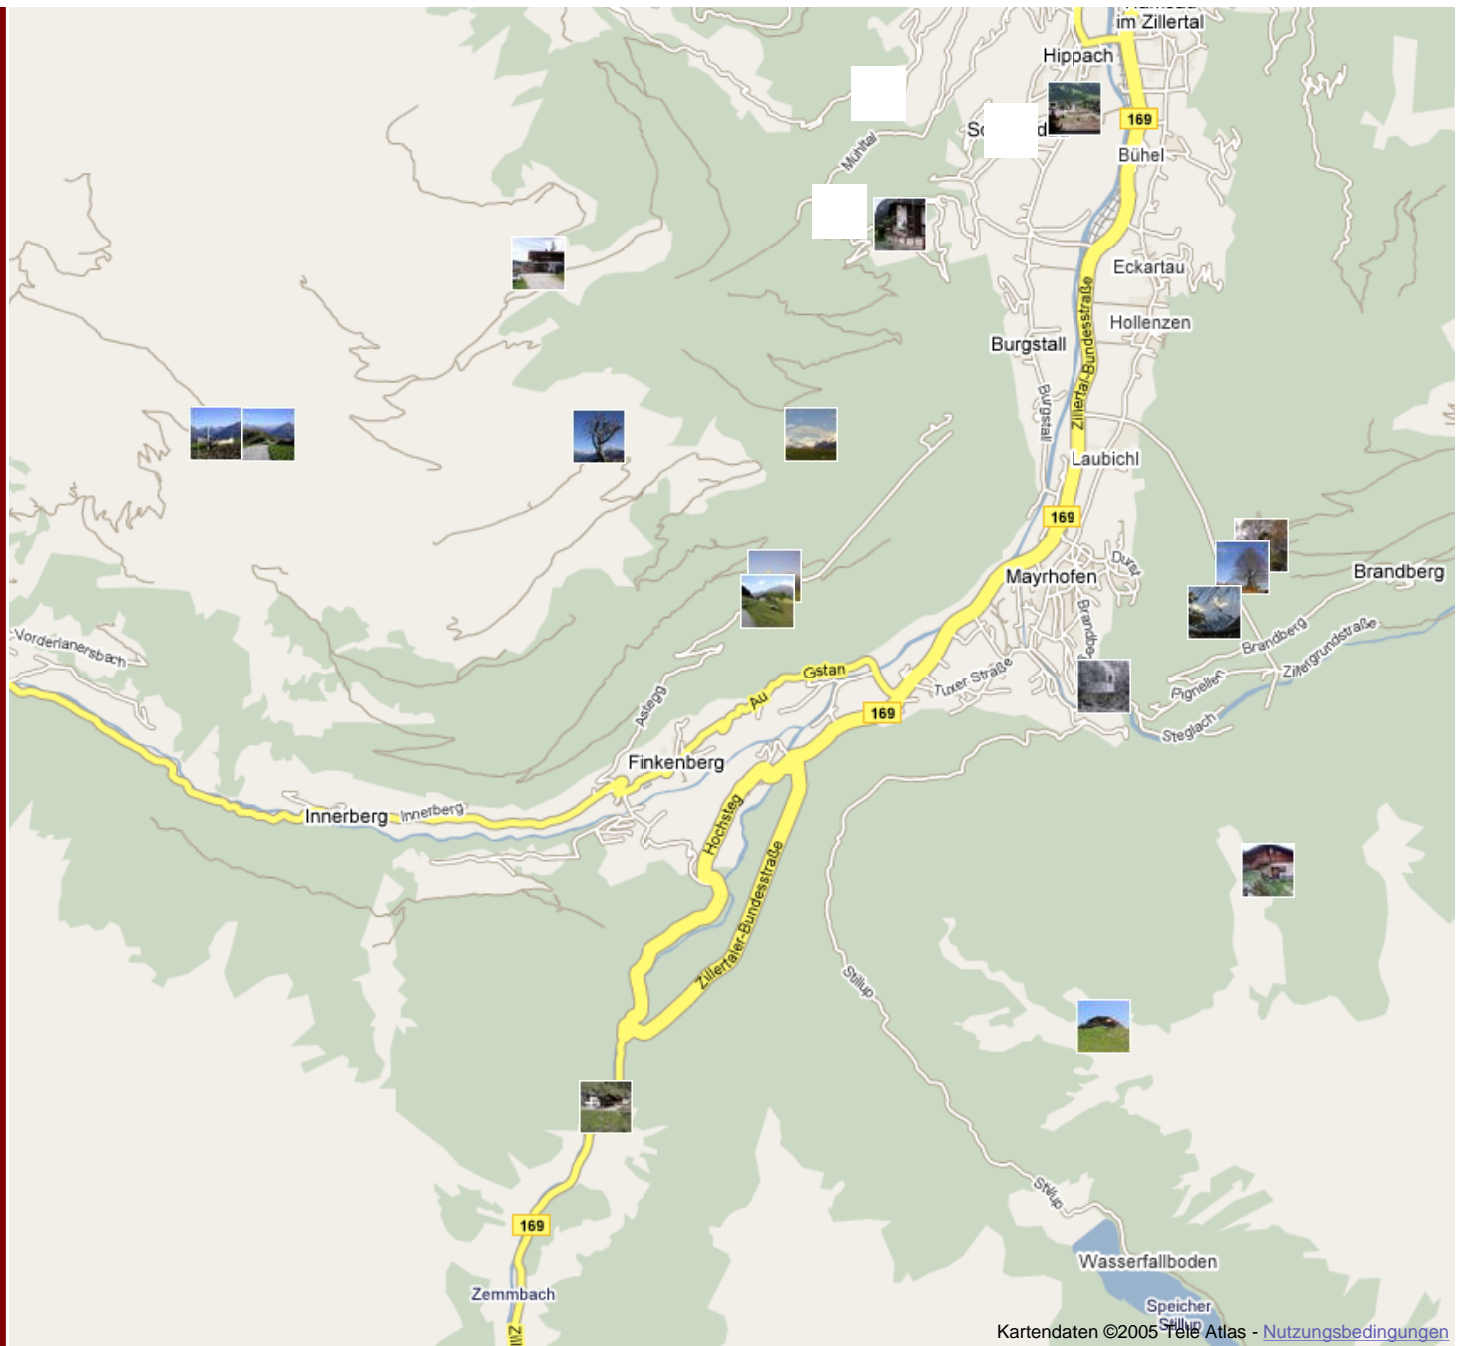 im Zillertal
Hippach
169
Bühel
Mühltal
Eckartau
Hollenzen
Zillertal-Bundesstraße
Burgstall
Burgstall
Laubichl
169
Mayrhofen
Durst
Brandberg
Brandberg
Zillergrundstraße
Pignellen
Steglach
Vorderlanersbach
Astegg
Gstan
Au
Tuxer Straße
169
Finkenberg
Innerberg
Innerberg
Hochsteg
Zillertaler-Bundesstraße
Stillup
Stillup
169
Zemmbach
Wasserfallboden
Speicher
Stillup
Kartendaten ©2005 Tele Atlas - Nutzungsbedingungen